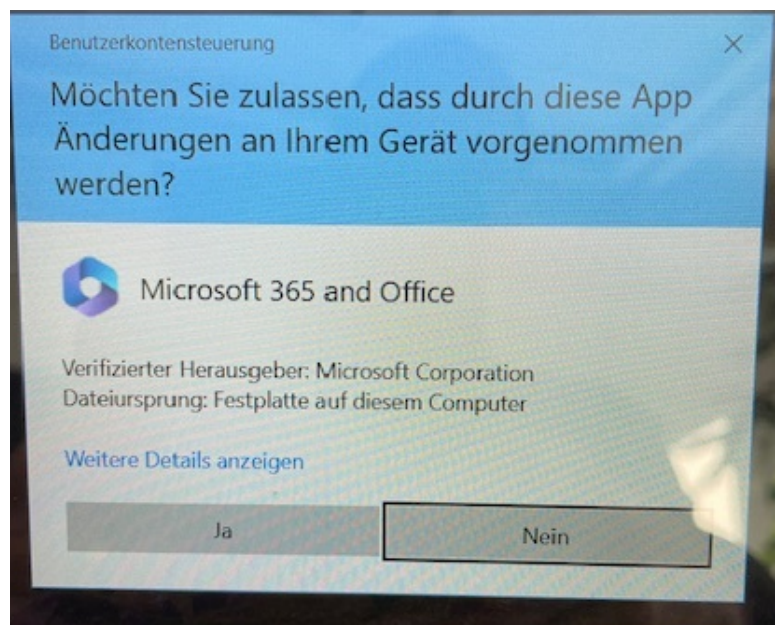 Benutzerkontensteuerung
Möchten Sie zulassen, dass durch diese App
Änderungen an Ihrem Gerät vorgenommen
werden?
Microsoft 365 and Office
Verifizierter Herausgeber: Microsoft Corporation
Dateiursprung: Festplatte auf diesem Computer
Weitere Details anzeigen
Ja
Nein